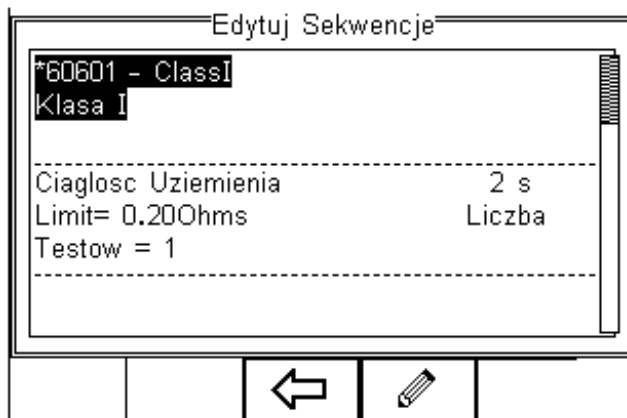 Edytuj Sekwencje
*60601 - ClassI
Klasa I
Ciaglosc Uziemienia 2 s
Limit= 0.20Ohms Liczba
Testow = 1